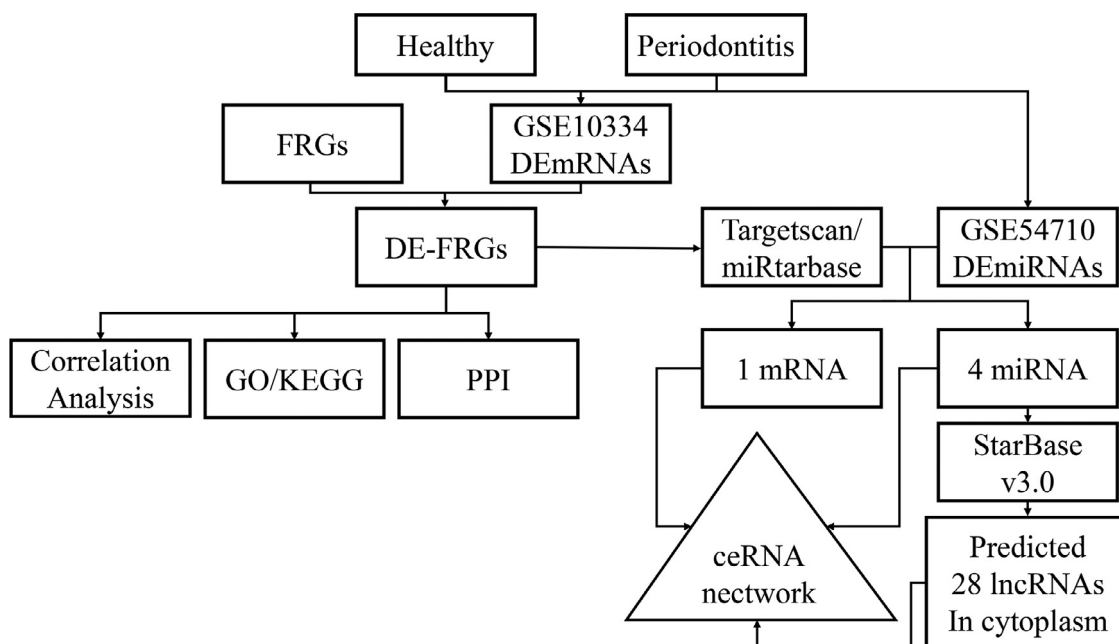 Healthy
Periodontitis
FRGs
GSE10334
DEmRNAs
DE-FRGs
Targetscan/
miRtarbase
GSE54710
DEmiRNAs
Correlation
Analysis
GO/KEGG
PPI
1 mRNA
4 miRNA
StarBase
v3.0
ceRNA
nectwork
Predicted
28 lncRNAs
In cytoplasm